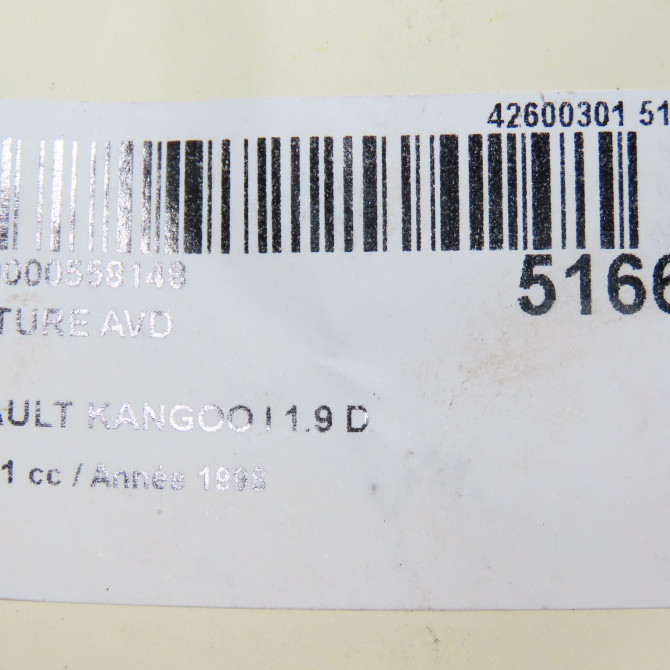 42600301 51
000558148
5166
TURE AVD
AULT KANGOO I 1.9 D
1 cc / Année 1998